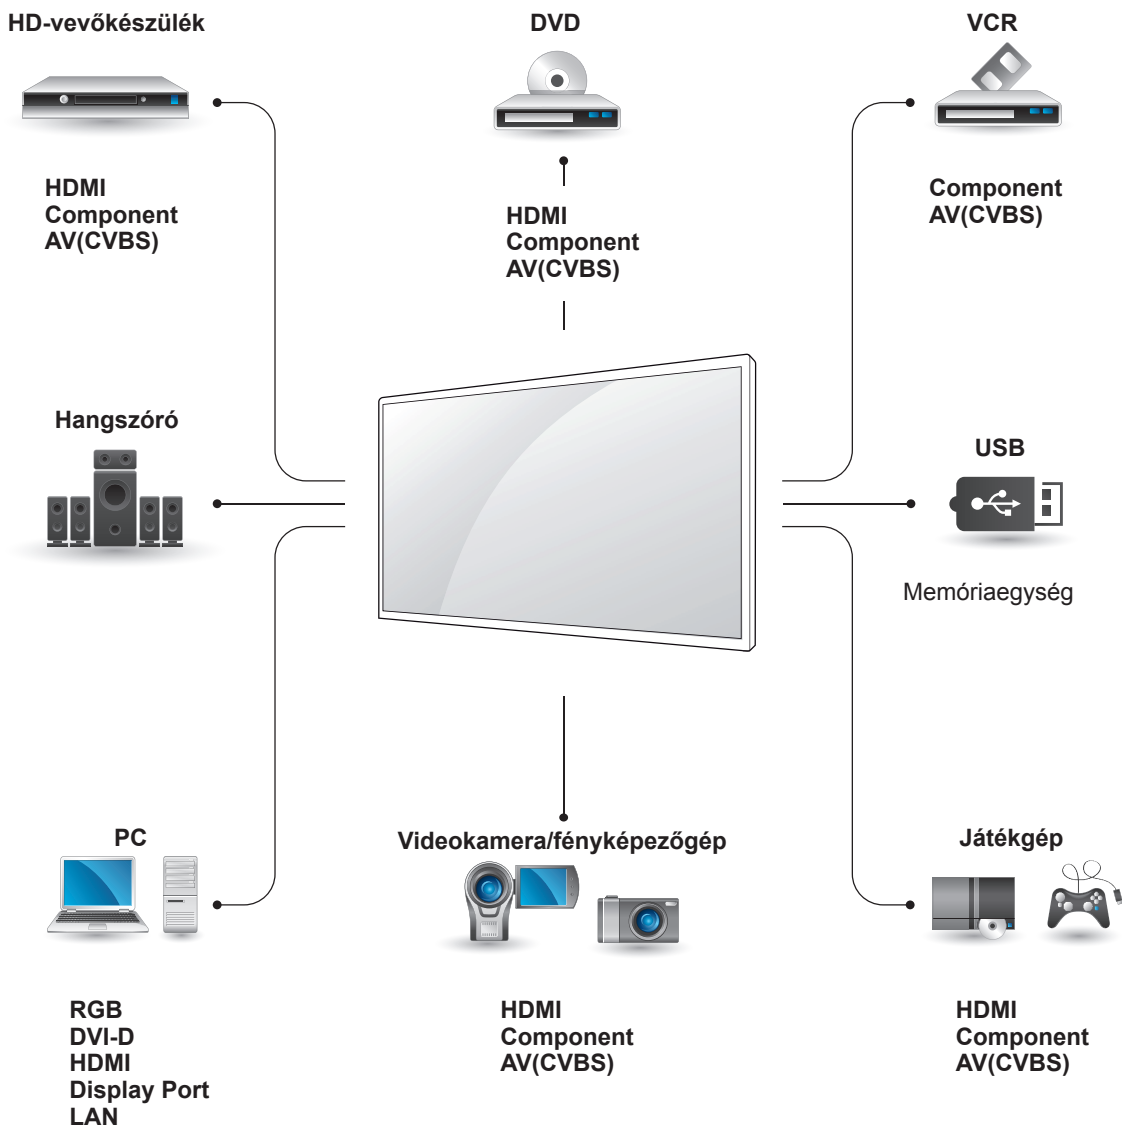 HD-vevőkészülék
HDMI
Component
AV(CVBS)
DVD
HDMI
Component
AV(CVBS)
VCR
Component
AV(CVBS)
Hangszóró
USB
Memóriaegység
PC
RGB
DVI-D
HDMI
Display Port
LAN
Videokamera/fényképezőgép
HDMI
Component
AV(CVBS)
Játékgép
HDMI
Component
AV(CVBS)